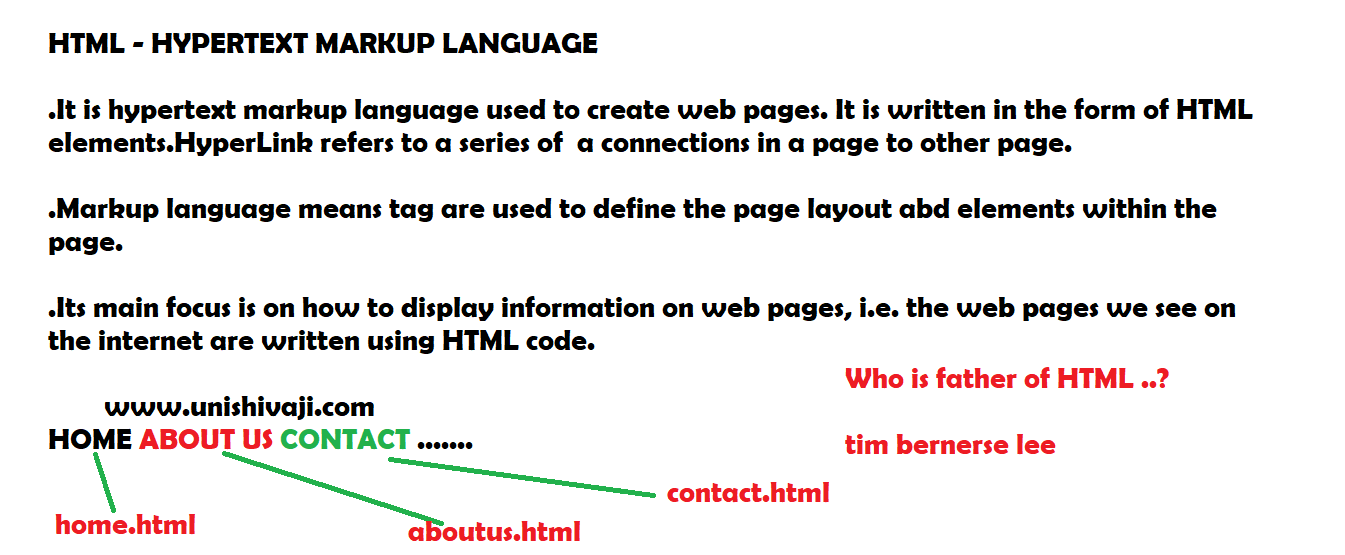 HTML - HYPERTEXT MARKUP LANGUAGE
.It is hypertext markup language used to create web pages. It is written in the form of HTML
elements.HyperLink refers to a series of  a connections in a page to other page.
.Markup language means tag are used to define the page layout abd elements within the
page.
.Its main focus is on how to display information on web pages, i.e. the web pages we see on
the internet are written using HTML code.
Who is father of HTML ..?
www.unishivaji.com
HOME ABOUT US CONTACT .......
tim bernerse lee
contact.html
home.html
aboutus.html